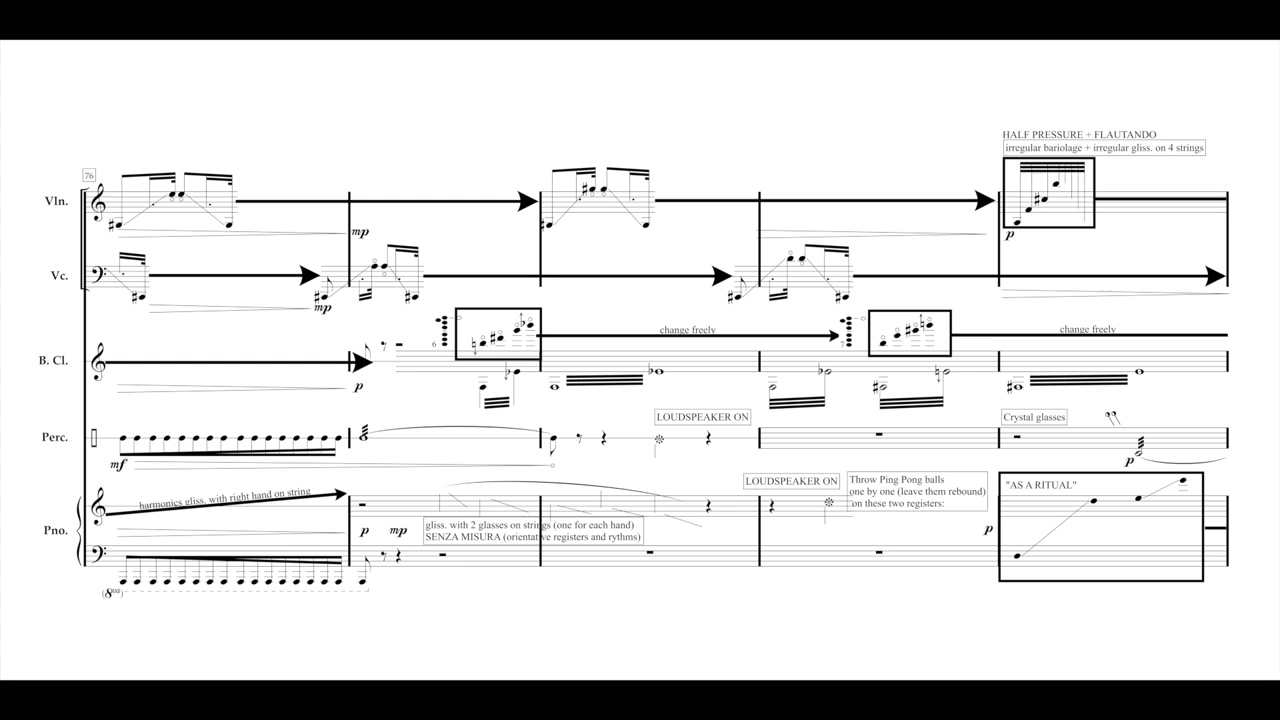 HALF PRESSURE + FLAUTANDO
irregular bariolage + irregular gliss. on 4 strings
76
Vln.
mp
p
Vc.
mp
change freely
change freely
6
7
B. Cl.
p
LOUDSPEAKER ON
Crystal glasses
Perc.
mf
p
LOUDSPEAKER ON
Throw Ping Pong balls
one by one (leave them rebound)
on these two registers:
"AS A RITUAL"
harmonics gliss. with right hand on string
Pno.
p
mp
gliss. with 2 glasses on strings (one for each hand)
SENZA MISURA (orientative registers and rythms)
p
(8va)